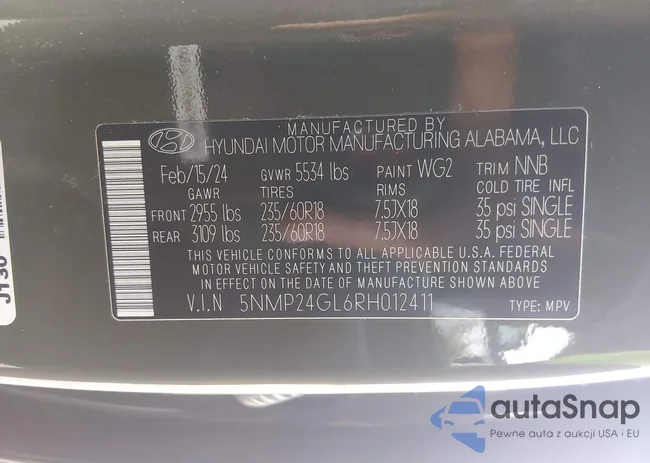 MANUFACTURED BY
HYUNDAI MOTOR MANUFACTURING ALABAMA, LLC
Feb/15/24 GVWR 5534 lbs PAINT WG2 TRIM NNB
GAWR TIRES RIMS COLD TIRE INFL
FRONT 2955 lbs 235/60R18 7.5JX18 35 psi SINGLE
REAR 3109 lbs 235/60R18 7.5JX18 35 psi SINGLE
THIS VEHICLE CONFORMS TO ALL APPLICABLE U.S.A. FEDERAL
MOTOR VEHICLE SAFETY AND THEFT PREVENTION STANDARDS
IN EFFECT ON THE DATE OF MANUFACTURE SHOWN ABOVE
V.I.N 5NMP24GL6RH012411 TYPE: MPV
J130
autoSnap
Pewne auta z aukcji USA i EU